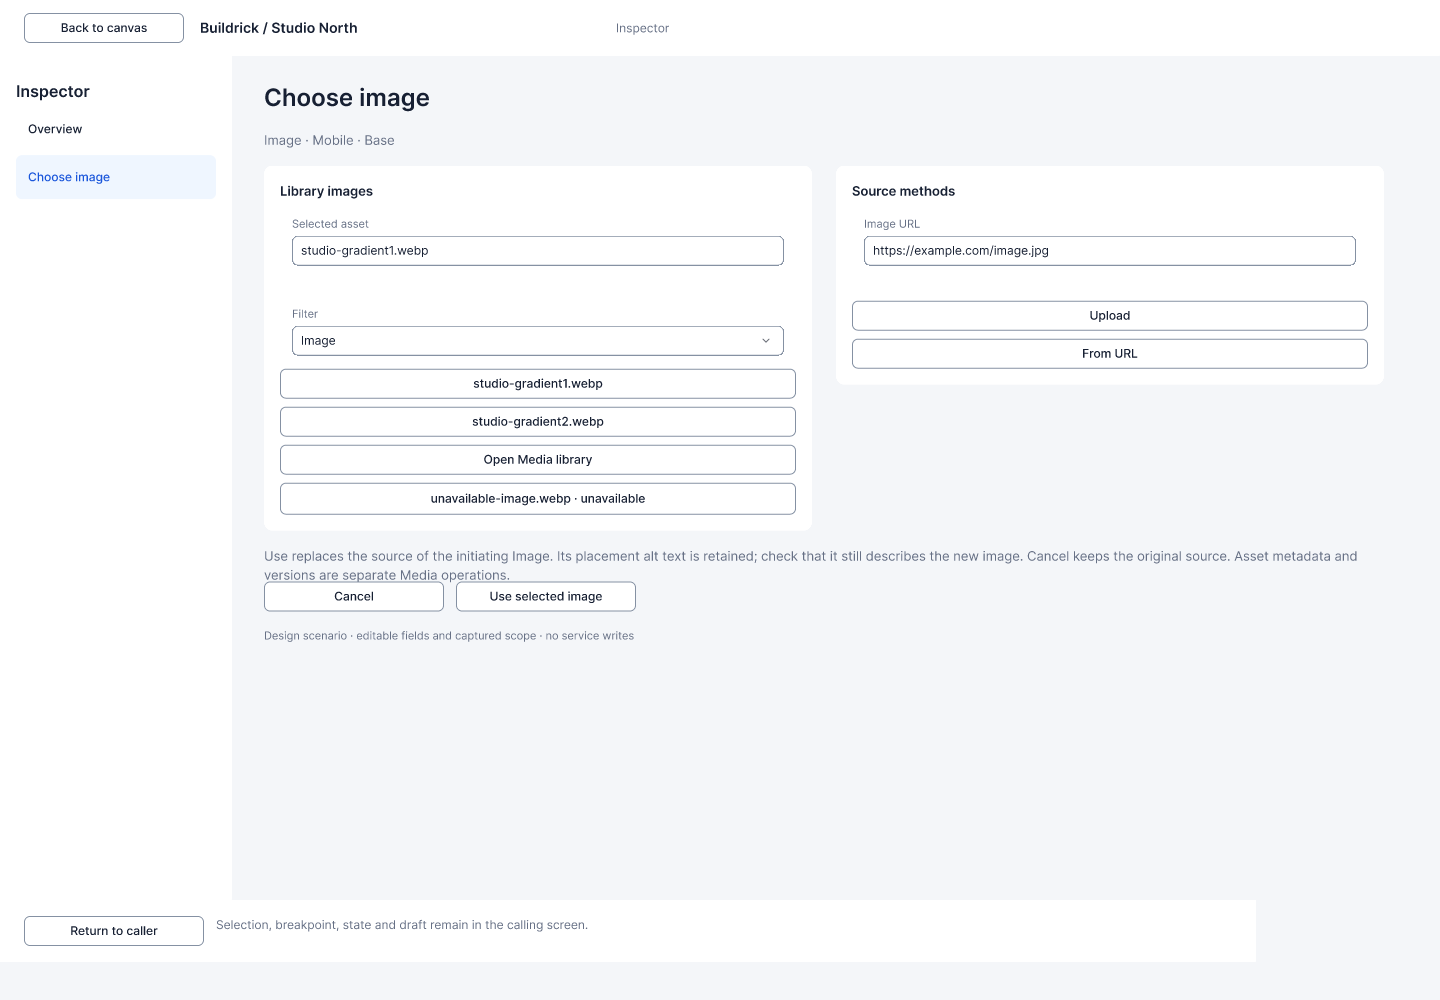 Back to canvas
Buildrick / Studio North
Inspector
Inspector
Overview
Choose image
Choose image
Image · Mobile · Base
Library images
Selected asset
studio-gradient1.webp
Filter
Image
studio-gradient1.webp
studio-gradient2.webp
Open Media library
unavailable-image.webp · unavailable
Source methods
Image URL
https://example.com/image.jpg
Upload
From URL
Use replaces the source of the initiating Image. Its placement alt text is retained; check that it still describes the new image. Cancel keeps the original source. Asset metadata and
versions are separate Media operations.
Cancel
Use selected image
Design scenario · editable fields and captured scope · no service writes
Return to caller
Selection, breakpoint, state and draft remain in the calling screen.